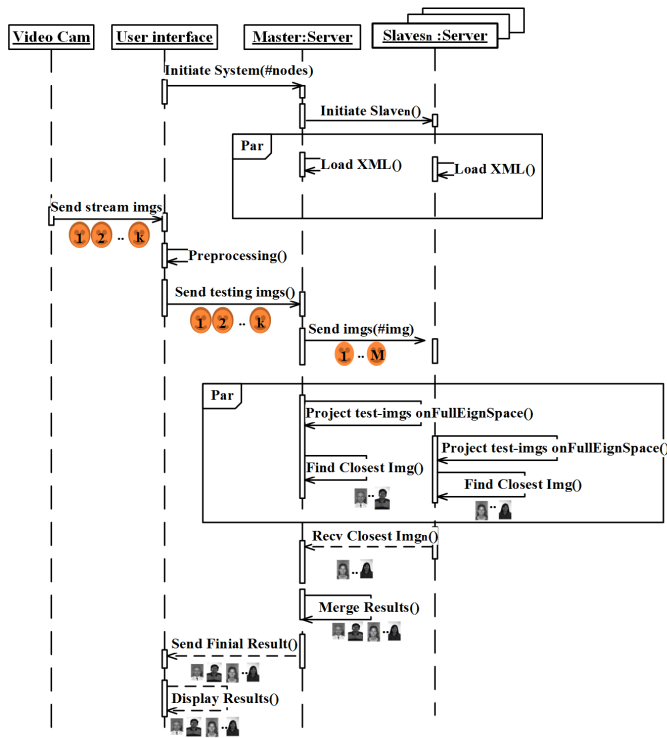 Video Cam
User interface
Master:Server
Slavesn :Server
Initiate System(#nodes)
Initiate Slaven()
Par
Load XML()
Load XML()
Send stream imgs
1 2 .. k
Preprocessing()
Send testing imgs()
1 2 .. k
Send imgs(#img)
1 .. M
Par
Project test-imgs onFullEignSpace()
Project test-imgs onFullEignSpace()
Find Closest Img()
Find Closest Img()
..
..
Recv Closest Imgn()
..
Merge Results()
..
Send Finial Result()
..
Display Results()
..